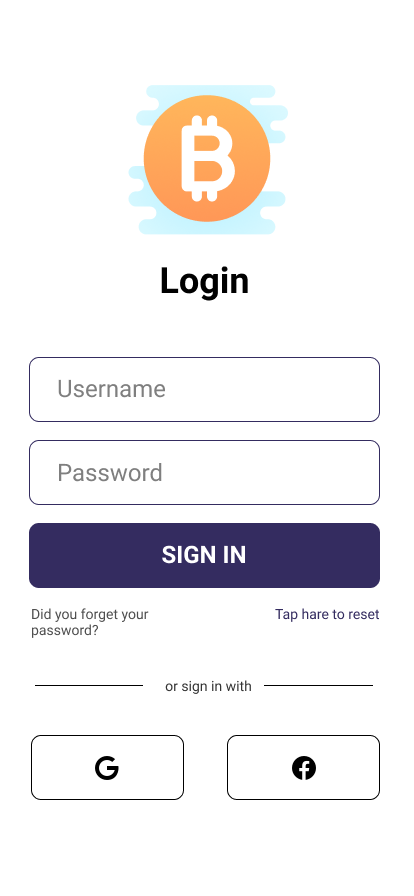 Login
Username
Password
SIGN IN
Did you forget your
password?
Tap hare to reset
or sign in with